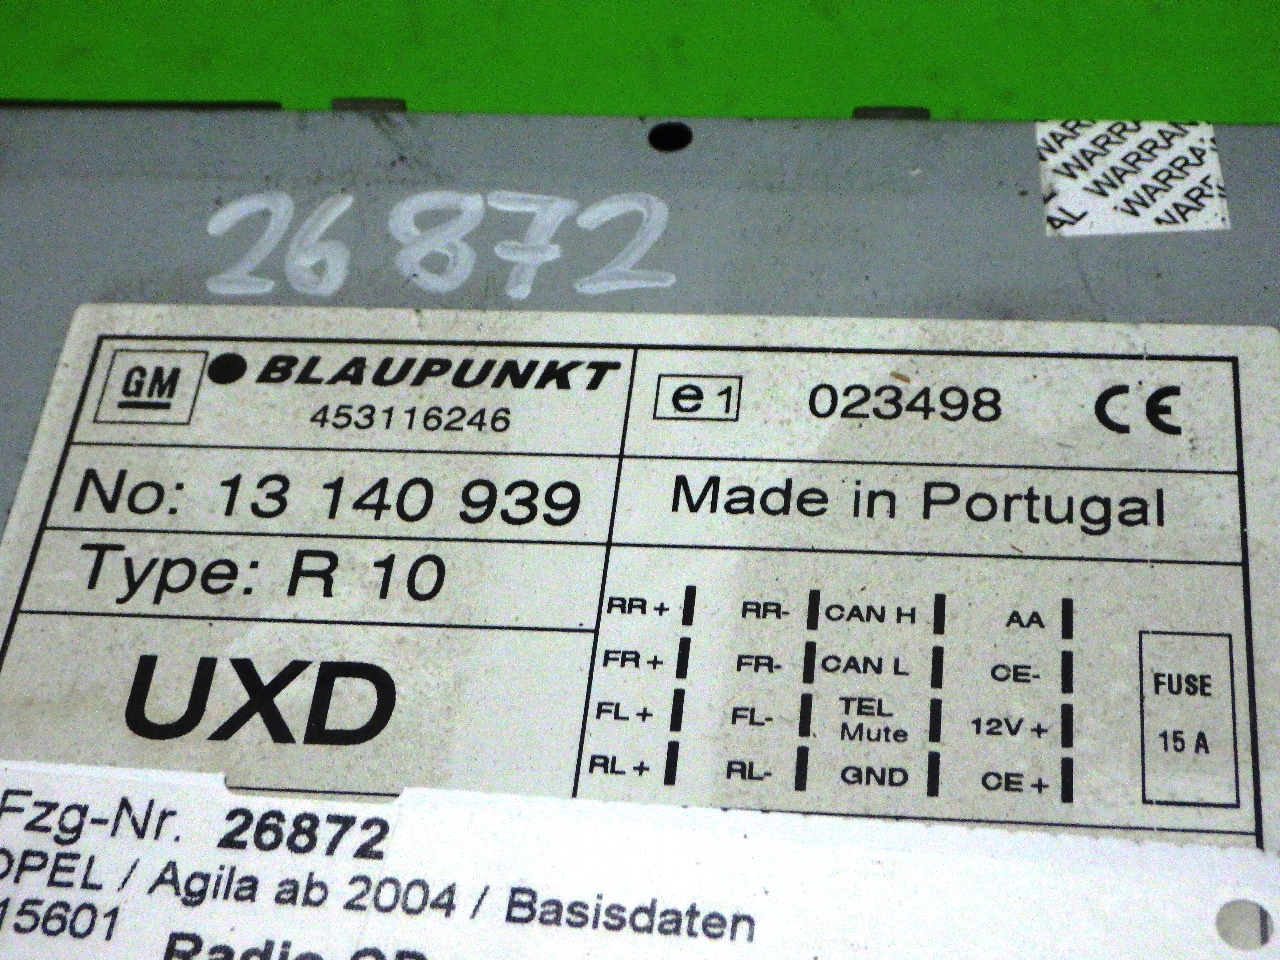 WARRA
WARRAN
WARRA
WARR
AL
26872
GM BLAUPUNKT
453116246
e1 023498 CE
No: 13 140 939
Made in Portugal
Type: R 10
UXD
RR + RR- CAN H AA
FR + FR- CAN L CE-
FL + FL- TEL Mute 12V +
RL + RL- GND CE +
FUSE
15 A
Fzg-Nr. 26872
OPEL / Agila ab 2004 / Basisdaten
15601
Radio